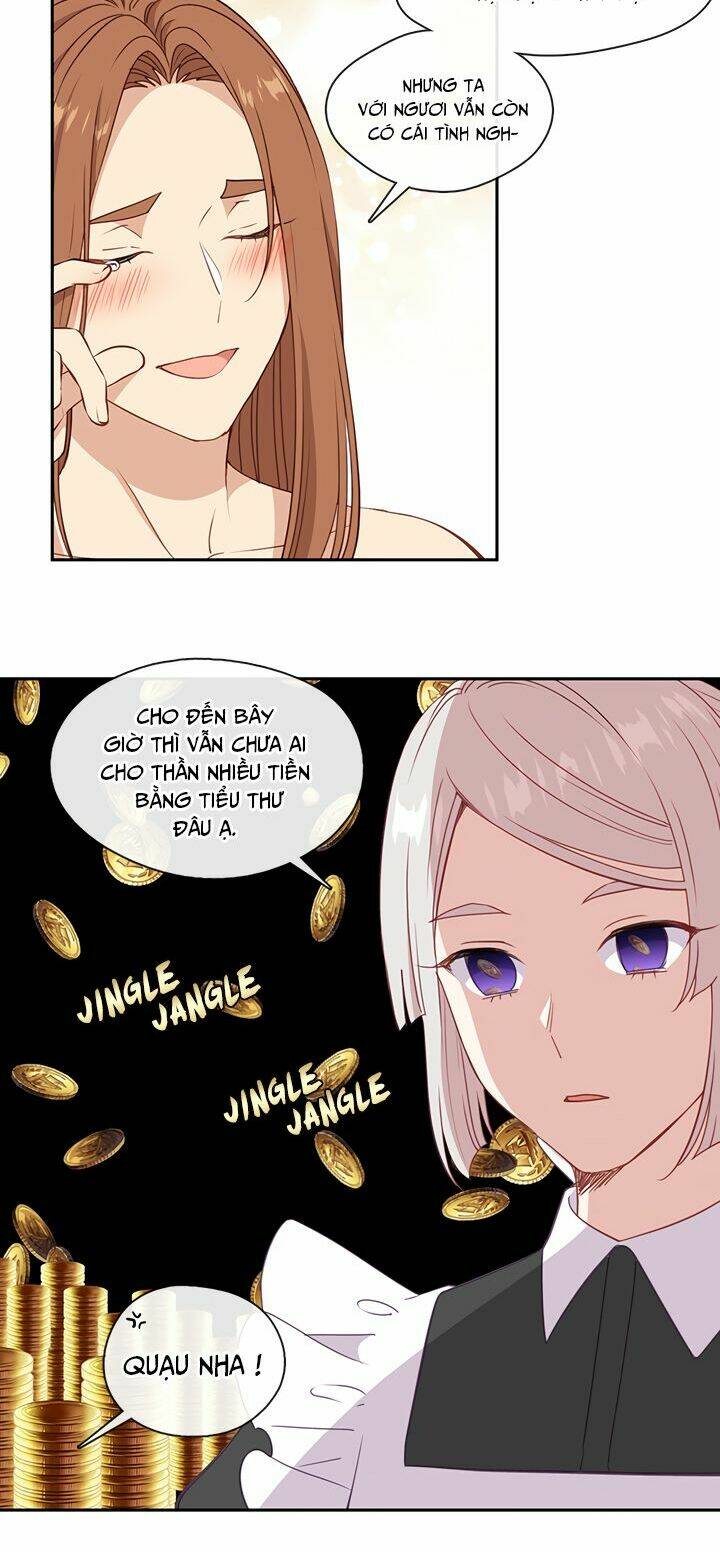 NHƯNG TA
VỚI NGƯƠI VẪN CÒN
CÓ CÁI TÌNH NGH-
CHO ĐẾN BÂY
GIỜ THÌ VẪN CHƯA AI
CHO THẦN NHIỀU TIỀN
BẰNG TIỂU THƯ
ĐÂU Ạ.
JINGLE
JANGLE
JINGLE
JANGLE
QUẠU NHA !